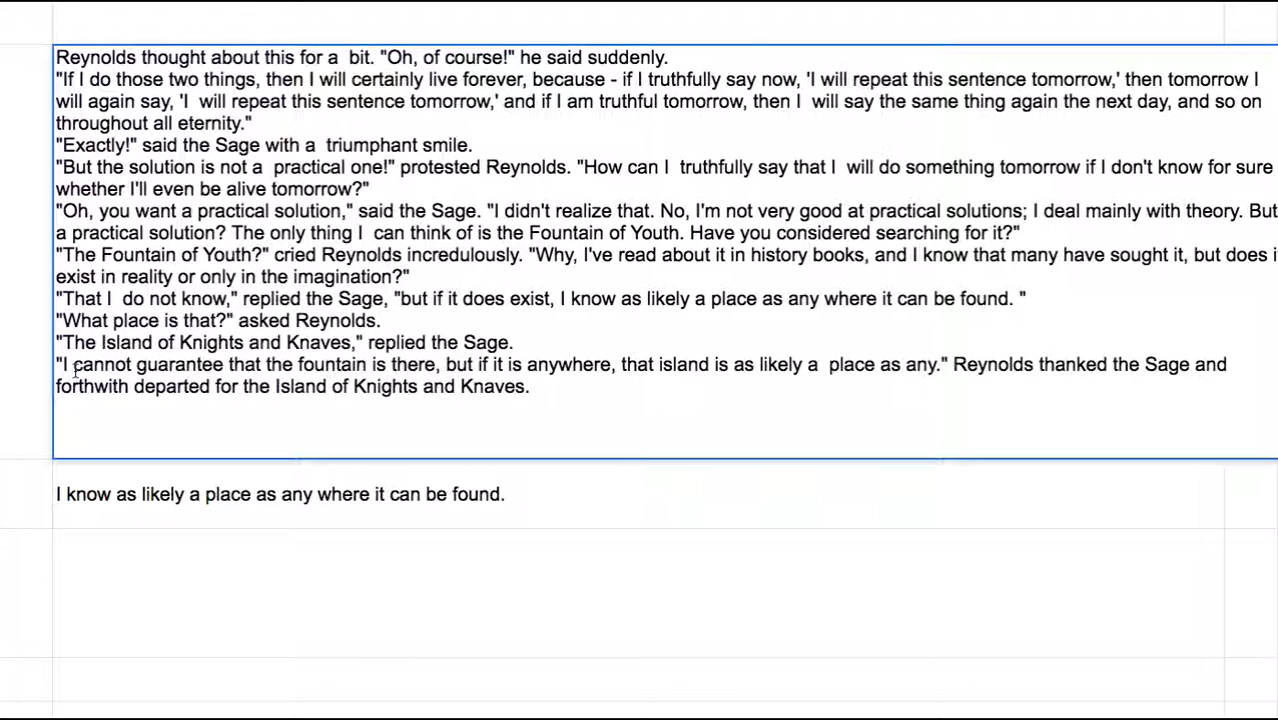 Reynolds thought about this for a  bit. "Oh, of course!" he said suddenly.
"If I do those two things, then I will certainly live forever, because - if I truthfully say now, 'I will repeat this sentence tomorrow,' then tomorrow I
will again say, 'I  will repeat this sentence tomorrow,' and if I am truthful tomorrow, then I  will say the same thing again the next day, and so on
throughout all eternity."
"Exactly!" said the Sage with a  triumphant smile.
"But the solution is not a  practical one!" protested Reynolds. "How can I  truthfully say that I  will do something tomorrow if I don't know for sure
whether I'll even be alive tomorrow?"
"Oh, you want a practical solution," said the Sage. "I didn't realize that. No, I'm not very good at practical solutions; I deal mainly with theory. But
a practical solution? The only thing I  can think of is the Fountain of Youth. Have you considered searching for it?"
"The Fountain of Youth?" cried Reynolds incredulously. "Why, I've read about it in history books, and I know that many have sought it, but does
exist in reality or only in the imagination?"
"That I  do not know," replied the Sage, "but if it does exist, I know as likely a place as any where it can be found. "
"What place is that?" asked Reynolds.
"The Island of Knights and Knaves," replied the Sage.
"I cannot guarantee that the fountain is there, but if it is anywhere, that island is as likely a  place as any." Reynolds thanked the Sage and
forthwith departed for the Island of Knights and Knaves.
I know as likely a place as any where it can be found.